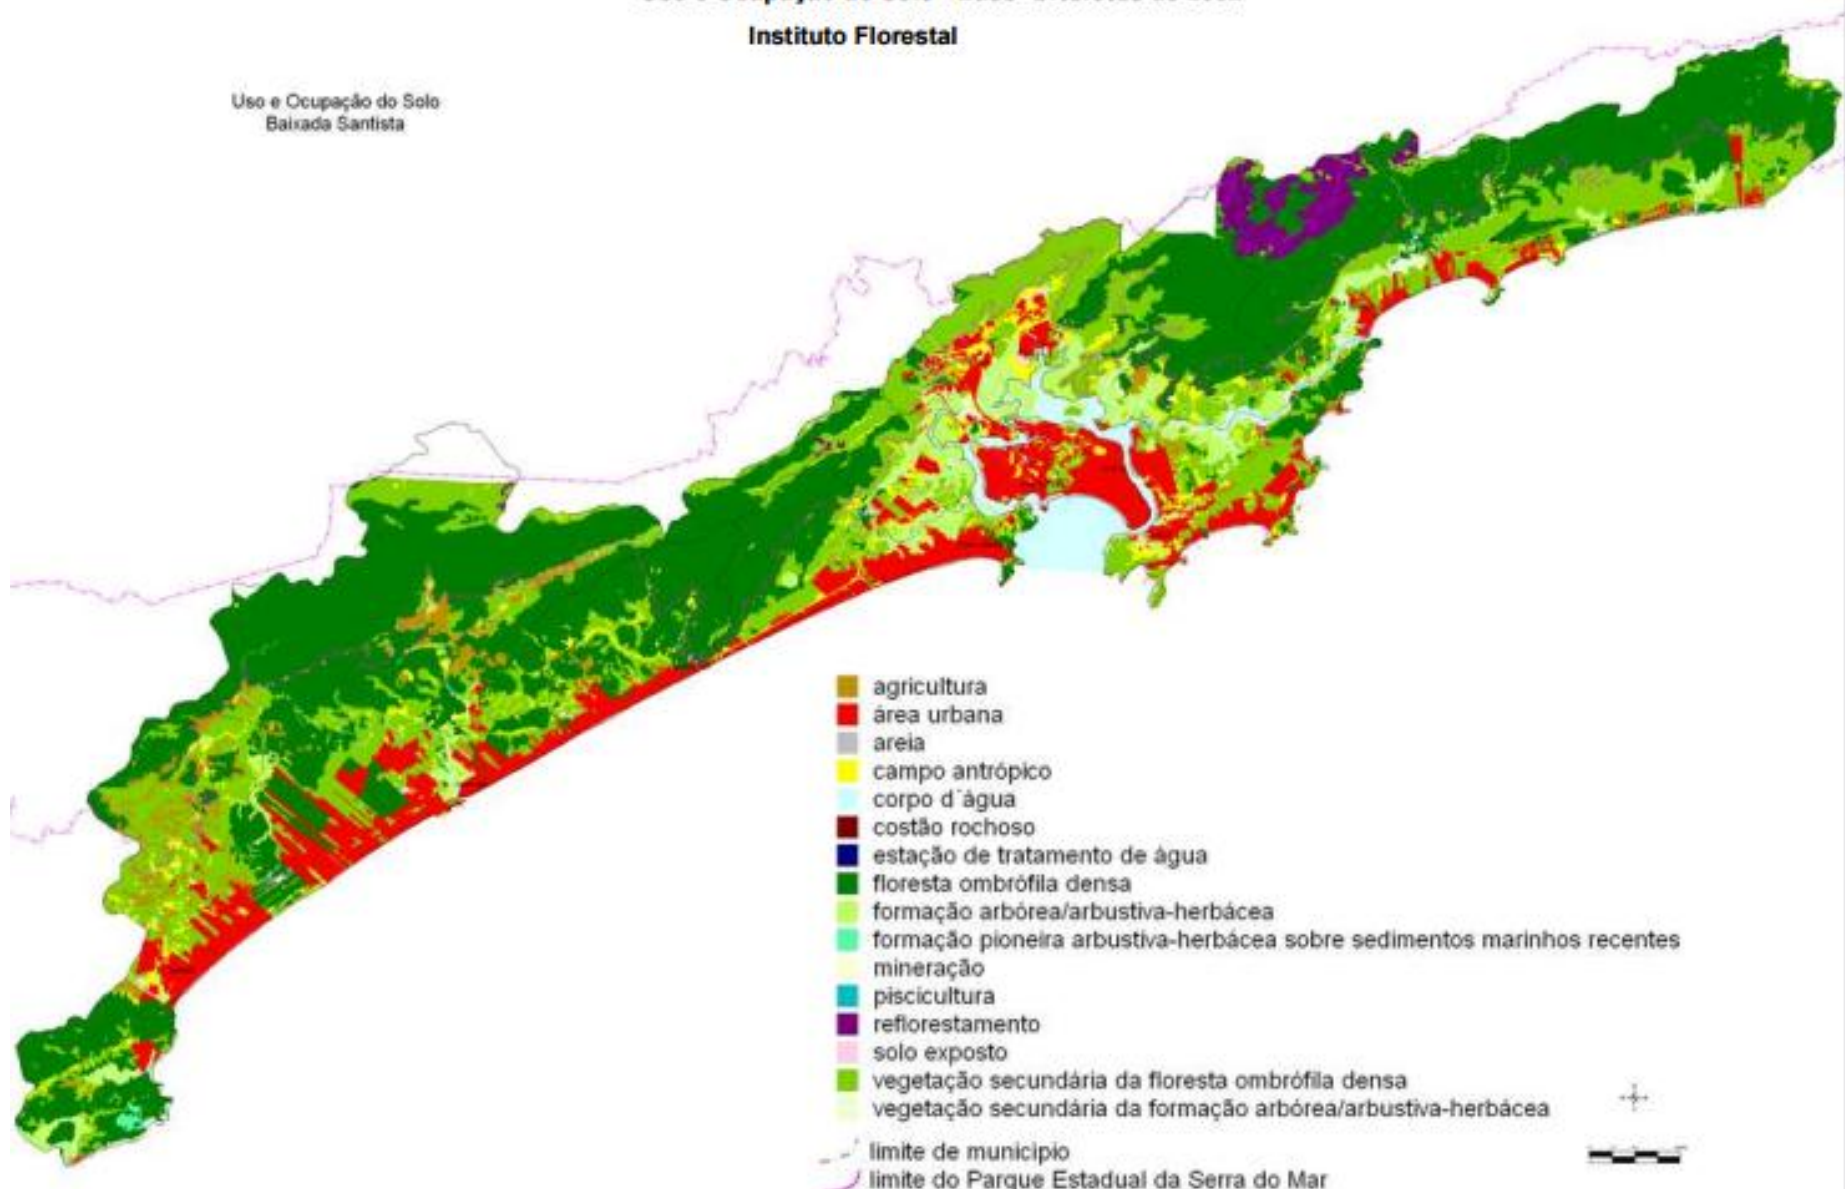 Instituto Florestal
Uso e Ocupação do Solo
Baixada Santista
agricultura
área urbana
areia
campo antrópico
corpo d´água
costão rochoso
estação de tratamento de água
floresta ombrófila densa
formação arbórea/arbustiva-herbácea
formação pioneira arbustiva-herbácea sobre sedimentos marinhos recentes
mineração
piscicultura
reflorestamento
solo exposto
vegetação secundária da floresta ombrófila densa
vegetação secundária da formação arbórea/arbustiva-herbácea
limite de município
limite do Parque Estadual da Serra do Mar